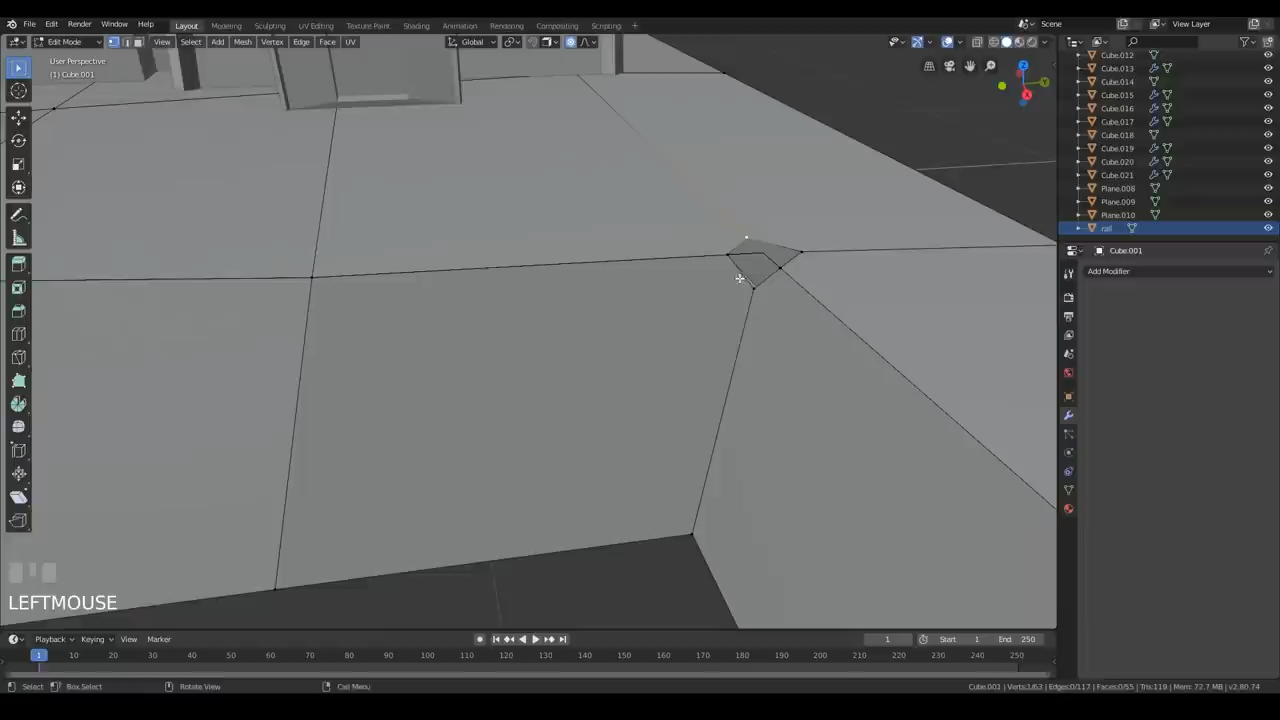 File Edit Render Window Help Layout Modeling Sculpting UV Editing Texture Paint Shading Animation Rendering Compositing Scripting + Scene View Layer
Edit Mode View Select Add Mesh Vertex Edge Face UV Global
User Perspective
(1) Cube.001
Z
Y
X
Cube.012
Cube.013
Cube.014
Cube.015
Cube.016
Cube.017
Cube.018
Cube.019
Cube.020
Cube.021
Plane.008
Plane.009
Plane.010
rail
Cube.001
Add Modifier
LEFTMOUSE
Playback Keying View Marker 1 Start 1 End: 250
1 10 20 30 40 50 60 70 80 90 100 110 120 130 140 150 160 170 180 190 200 210 220 230 240 250
Select Box Select Rotate View Call Menu Cube.001 | Verts:1/63 | Edges:0/117 | Faces:0/55 | Tris:119 | Mem: 72.7 MB | v2.80.74